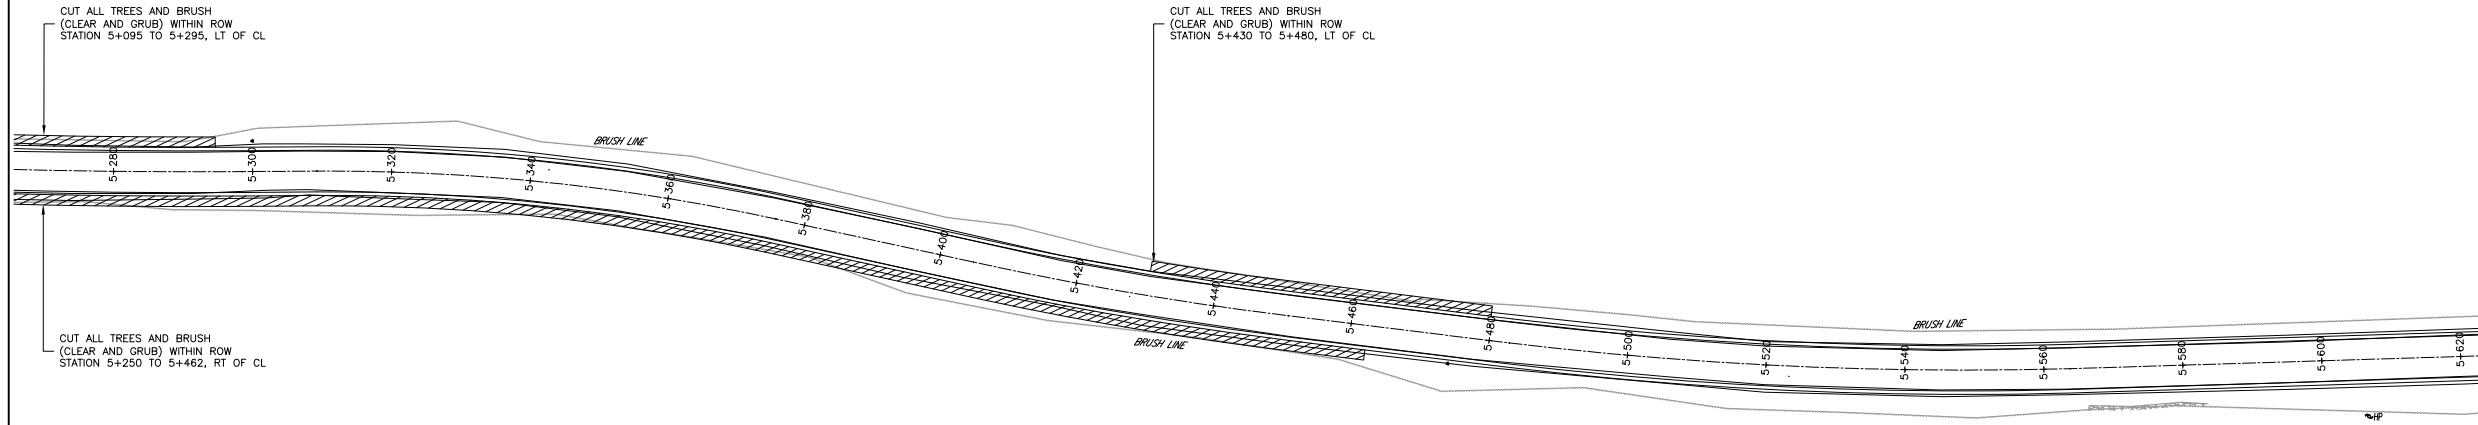 CUT ALL TREES AND BRUSH
(CLEAR AND GRUB) WITHIN ROW
STATION 5+095 TO 5+295, LT OF CL
CUT ALL TREES AND BRUSH
(CLEAR AND GRUB) WITHIN ROW
STATION 5+430 TO 5+480, LT OF CL
BRUSH LINE
5+280
5+300
5+320
5+340
5+360
5+380
5+400
5+420
5+440
5+460
5+480
5+500
5+520
5+540
5+560
5+580
5+600
5+620
BRUSH LINE
BRUSH LINE
CUT ALL TREES AND BRUSH
(CLEAR AND GRUB) WITHIN ROW
STATION 5+250 TO 5+462, RT OF CL
HP